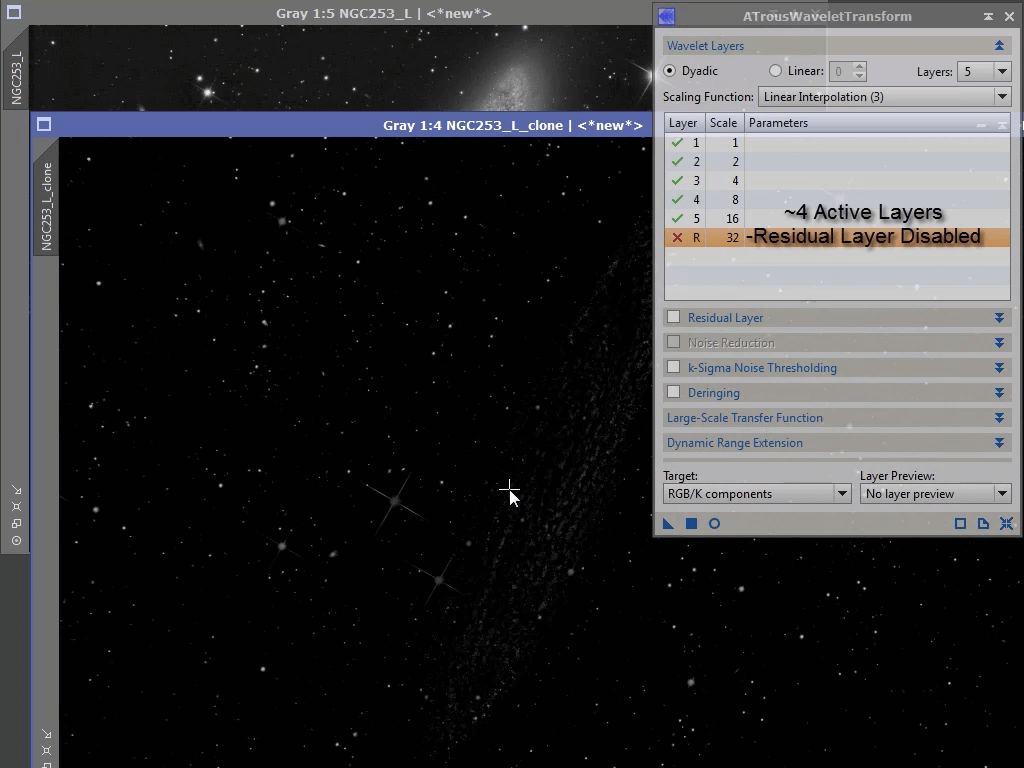 Gray 1:5 NGC253_L | <*new*>
NGC253_L
Gray 1:4 NGC253_L_clone | <*new*>
NGC253_L_clone
ATrousWaveletTransform
Wavelet Layers
Dyadic
Linear: 0
Layers: 5
Scaling Function: Linear Interpolation (3)
Layer Scale Parameters
1 1
2 2
3 4
4 8
5 16
R 32
~4 Active Layers
-Residual Layer Disabled
Residual Layer
Noise Reduction
k-Sigma Noise Thresholding
Deringing
Large-Scale Transfer Function
Dynamic Range Extension
Target: Layer Preview:
RGB/K components No layer preview